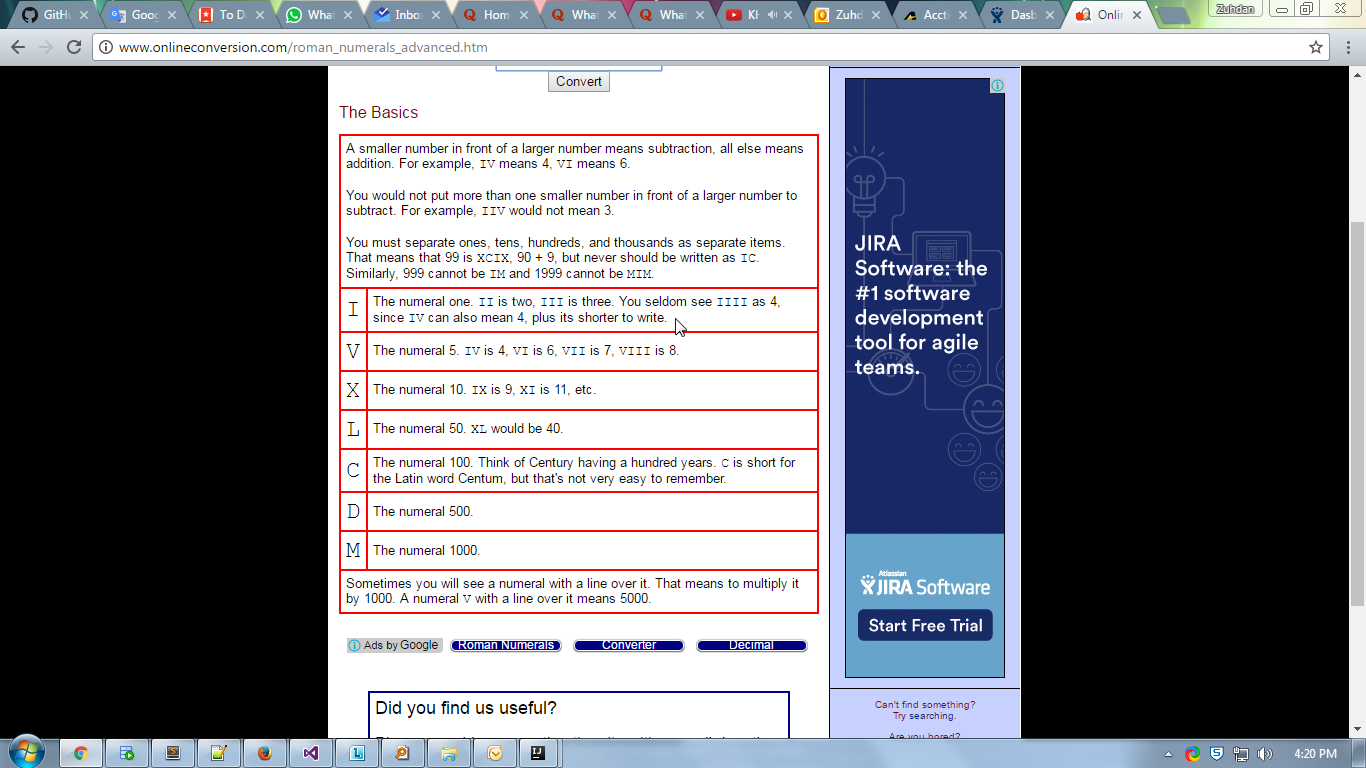 GitHu
Goog
To D
What
Inbox
Hom
What
What
Kh
Zuhd
Accti
Dasb
Onlin
Zuhdan
www.onlineconversion.com/roman_numerals_advanced.htm
Convert
The Basics
A smaller number in front of a larger number means subtraction, all else means
addition. For example, IV means 4, VI means 6.
You would not put more than one smaller number in front of a larger number to
subtract. For example, IIV would not mean 3.
You must separate ones, tens, hundreds, and thousands as separate items.
That means that 99 is XCIX, 90 + 9, but never should be written as IC.
Similarly, 999 cannot be IM and 1999 cannot be MIM.
I The numeral one. II is two, III is three. You seldom see IIII as 4,
since IV can also mean 4, plus its shorter to write.
V The numeral 5. IV is 4, VI is 6, VII is 7, VIII is 8.
X The numeral 10. IX is 9, XI is 11, etc.
L The numeral 50. XL would be 40.
C The numeral 100. Think of Century having a hundred years. C is short for
the Latin word Centum, but that's not very easy to remember.
D The numeral 500.
M The numeral 1000.
Sometimes you will see a numeral with a line over it. That means to multiply it
by 1000. A numeral V with a line over it means 5000.
Ads by Google Roman Numerals Converter Decimal
Did you find us useful?
JIRA
Software: the
#1 software
development
tool for agile
teams.
Atlassian
JIRA Software
Start Free Trial
Can't find something?
Try searching.
Are you bored?
4:20 PM